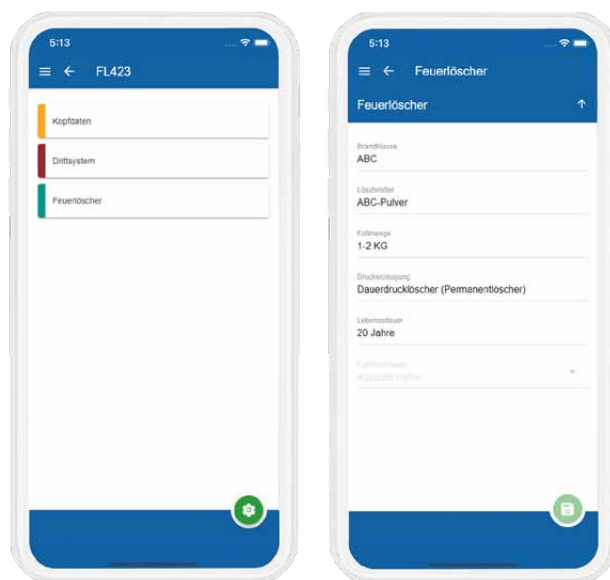 5:13
FL423
Kopfdaten
Drittsystem
Feuerlöscher
5:13
Feuerlöscher
Feuerlöscher
Brandklasse
ABC
Löschmittel
ABC-Pulver
Füllmenge
1-2 KG
Druckerzeugung
Dauerdrucklöscher (Permanentlöscher)
Lebensdauer
20 Jahre